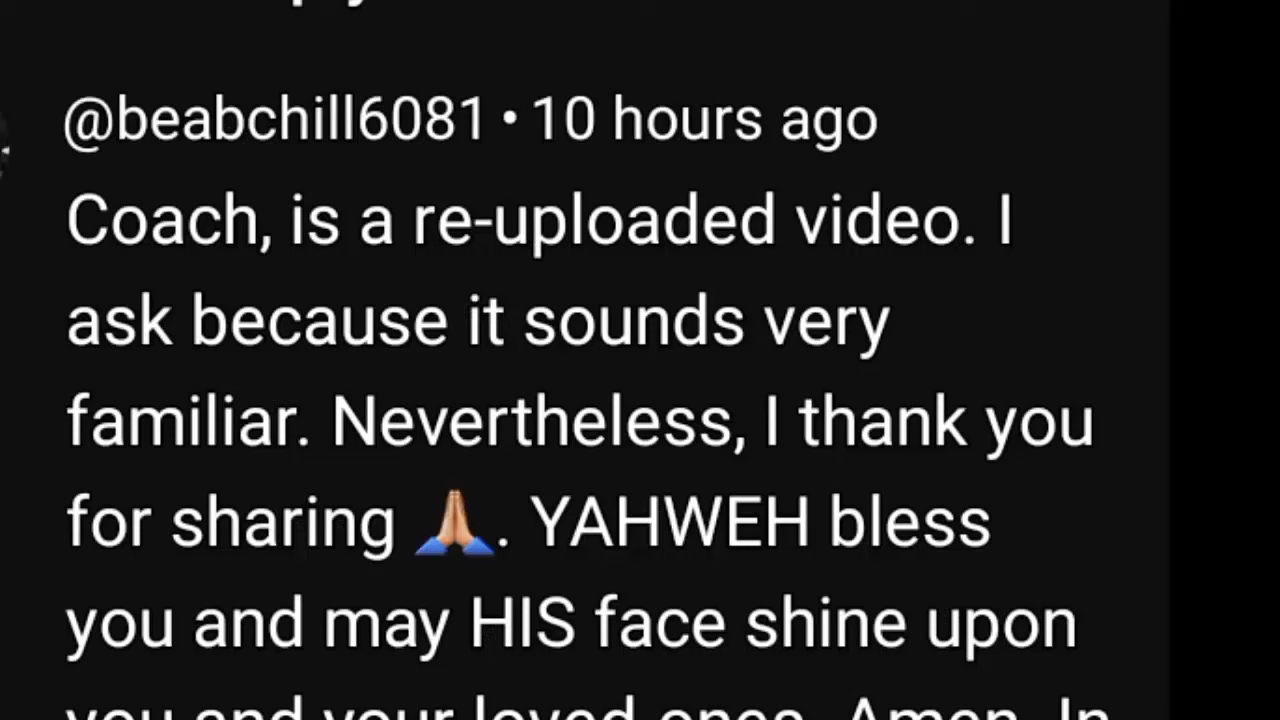 @beabchill6081 • 10 hours ago
Coach, is a re-uploaded video. I
ask because it sounds very
familiar. Nevertheless, I thank you
for sharing 🙏🏼. YAHWEH bless
you and may HIS face shine upon
you and your loved ones. Amen. In